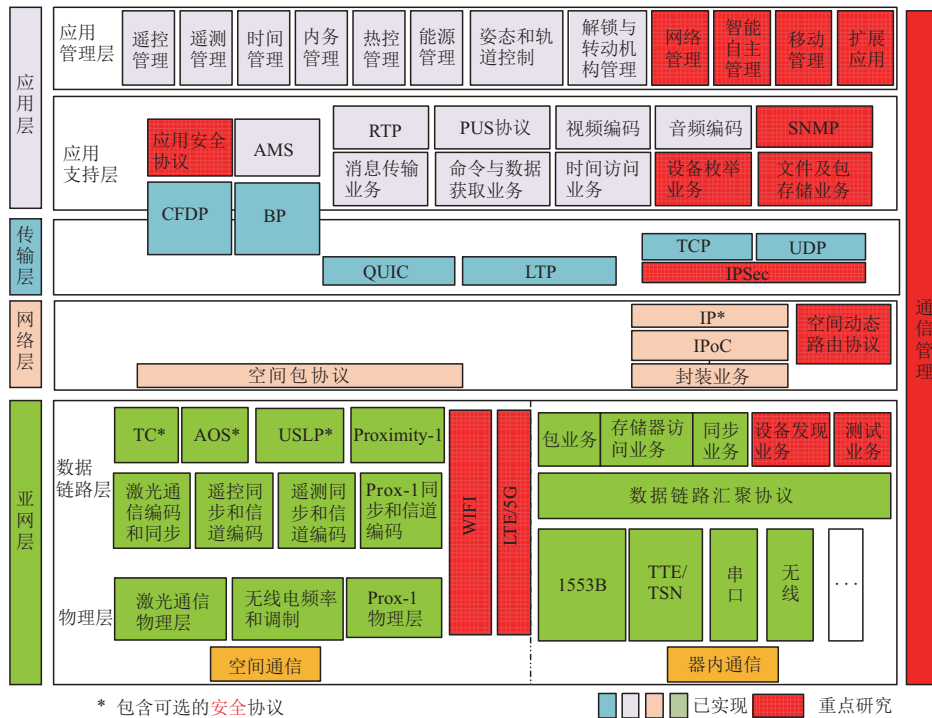 应用层
应用
管理层
遥控
管理
遥测
管理
时间
管理
内务
管理
热控
管理
能源
管理
姿态和轨
道控制
解锁与
转动机
构管理
网络
管理
智能
自主
管理
移动
管理
扩展
应用
应用
支持层
应用安全
协议
AMS
RTP
PUS协议
视频编码
音频编码
SNMP
消息传输
业务
命令与数据
获取业务
时间访问
业务
设备枚举
业务
文件及包
存储业务
CFDP
BP
传输层
TCP
UDP
QUIC
LTP
IPSec
网络层
IP*
IPoC
封装业务
空间动态
路由协议
空间包协议
通信管理
亚网层
数据
链路层
TC*
AOS*
USLP*
Proximity-1
激光通
信编码
和同步
遥控同
步和信
道编码
遥测同
步和信
道编码
Prox-1同
步和信道
编码
WIFI
LTE/5G
包业务
存储器访
问业务
同步
业务
设备发现
业务
测试
业务
数据链路汇聚协议
物理层
激光通信
物理层
无线电频率
和调制
Prox-1
物理层
1553B
TTE/
TSN
串口
无线
...
空间通信
器内通信
* 包含可选的安全协议
已实现
重点研究